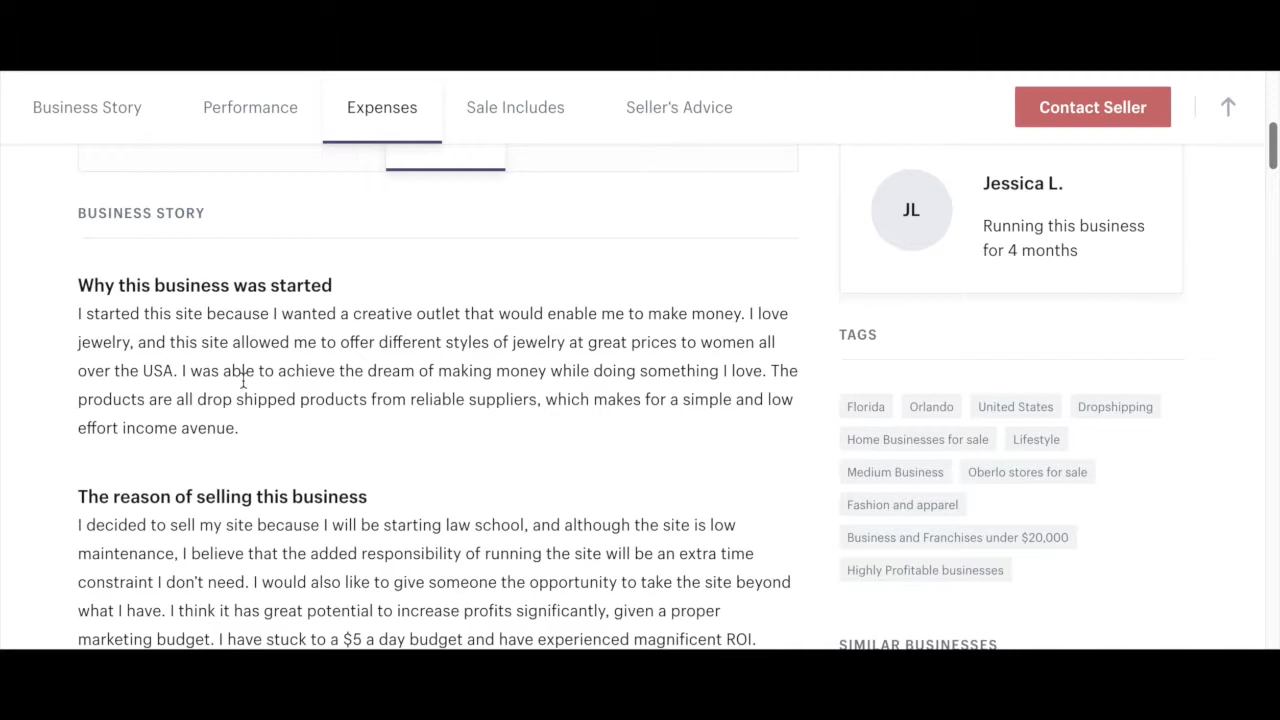 Business Story
Performance
Expenses
Sale Includes
Seller's Advice
Contact Seller
BUSINESS STORY
Why this business was started
I started this site because I wanted a creative outlet that would enable me to make money. I love
jewelry, and this site allowed me to offer different styles of jewelry at great prices to women all
over the USA. I was able to achieve the dream of making money while doing something I love. The
products are all drop shipped products from reliable suppliers, which makes for a simple and low
effort income avenue.
The reason of selling this business
I decided to sell my site because I will be starting law school, and although the site is low
maintenance, I believe that the added responsibility of running the site will be an extra time
constraint I don't need. I would also like to give someone the opportunity to take the site beyond
what I have. I think it has great potential to increase profits significantly, given a proper
marketing budget. I have stuck to a $5 a day budget and have experienced magnificent ROI.
JL
Jessica L.
Running this business
for 4 months
TAGS
Florida
Orlando
United States
Dropshipping
Home Businesses for sale
Lifestyle
Medium Business
Oberlo stores for sale
Fashion and apparel
Business and Franchises under $20,000
Highly Profitable businesses
SIMILAR BUSINESSES